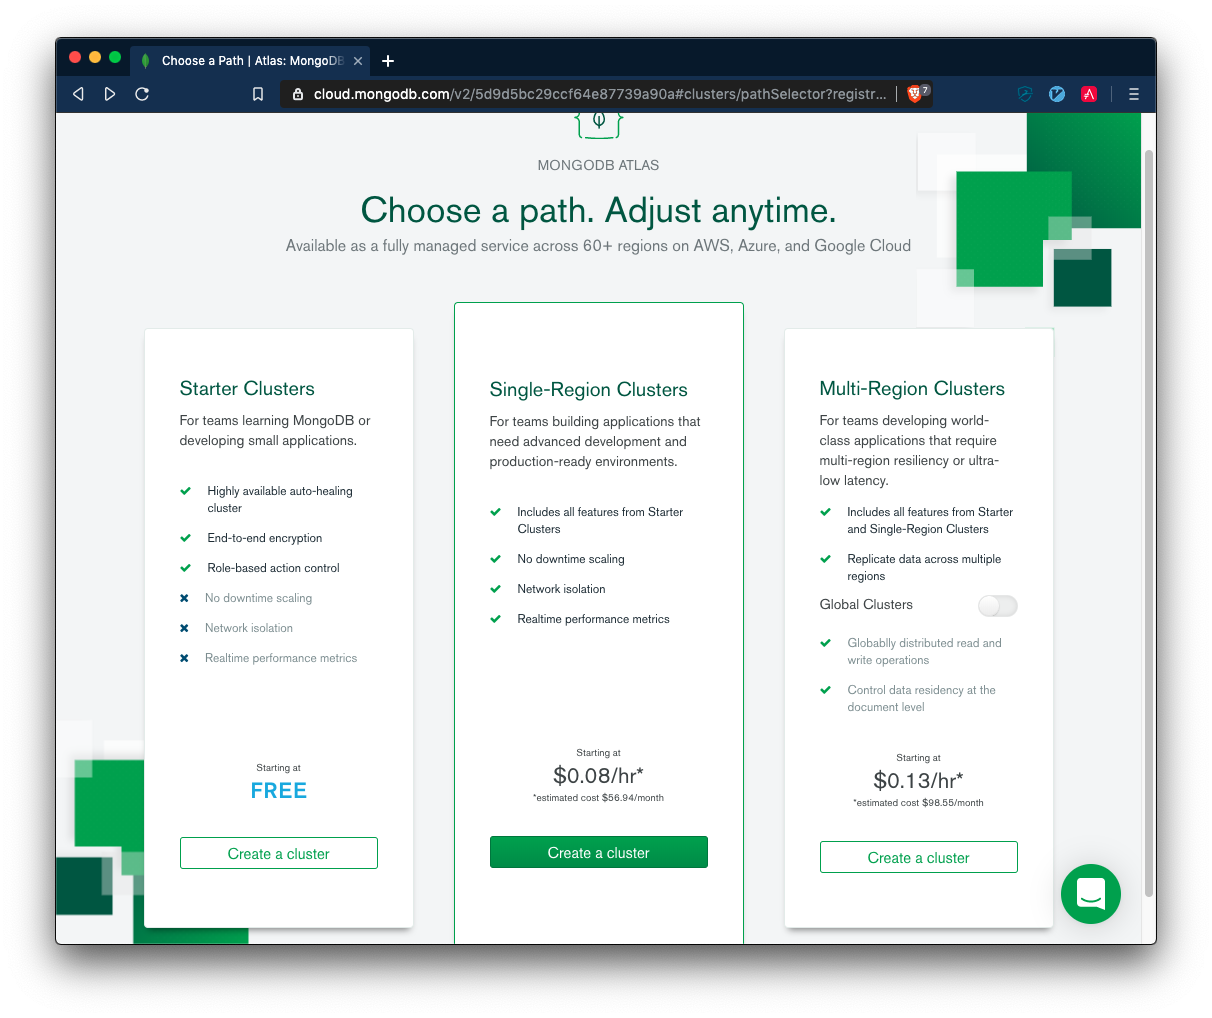 Choose a Path | Atlas: MongoDB
cloud.mongodb.com/v2/5d9d5bc29ccf64e87739a90a#clusters/pathSelector?registr...
7
MONGODB ATLAS
Choose a path. Adjust anytime.
Available as a fully managed service across 60+ regions on AWS, Azure, and Google Cloud
Starter Clusters
For teams learning MongoDB or
developing small applications.
Highly available auto-healing
cluster
End-to-end encryption
Role-based action control
No downtime scaling
Network isolation
Realtime performance metrics
Starting at
FREE
Create a cluster
Single-Region Clusters
For teams building applications that
need advanced development and
production-ready environments.
Includes all features from Starter
Clusters
No downtime scaling
Network isolation
Realtime performance metrics
Starting at
$0.08/hr*
*estimated cost $56.94/month
Create a cluster
Multi-Region Clusters
For teams developing world-
class applications that require
multi-region resiliency or ultra-
low latency.
Includes all features from Starter
and Single-Region Clusters
Replicate data across multiple
regions
Global Clusters
Globablly distributed read and
write operations
Control data residency at the
document level
Starting at
$0.13/hr*
*estimated cost $98.55/month
Create a cluster